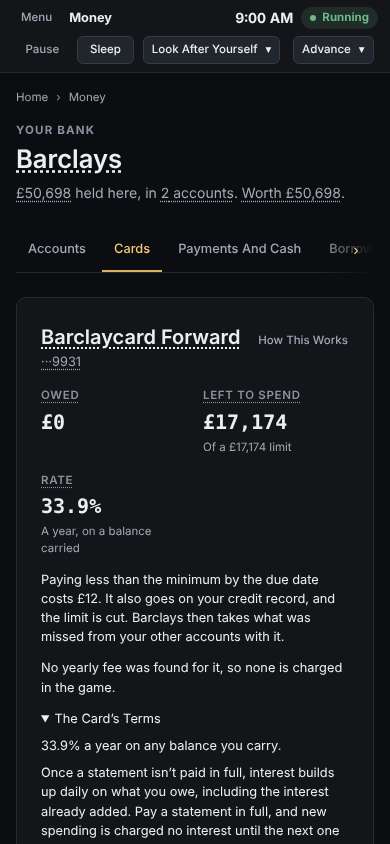 Menu Money 9:00 AM Running
Pause Sleep Look After Yourself ▾ Advance ▾
Home › Money
YOUR BANK
Barclays
£50,698 held here, in 2 accounts. Worth £50,698.
Accounts Cards Payments And Cash Borrow ›
Barclaycard Forward How This Works
···9931
OWED LEFT TO SPEND
£0 £17,174
Of a £17,174 limit
RATE
33.9%
A year, on a balance
carried
Paying less than the minimum by the due date
costs £12. It also goes on your credit record, and
the limit is cut. Barclays then takes what was
missed from your other accounts with it.
No yearly fee was found for it, so none is charged
in the game.
▼ The Card’s Terms
33.9% a year on any balance you carry.
Once a statement isn’t paid in full, interest builds
up daily on what you owe, including the interest
already added. Pay a statement in full, and new
spending is charged no interest until the next one